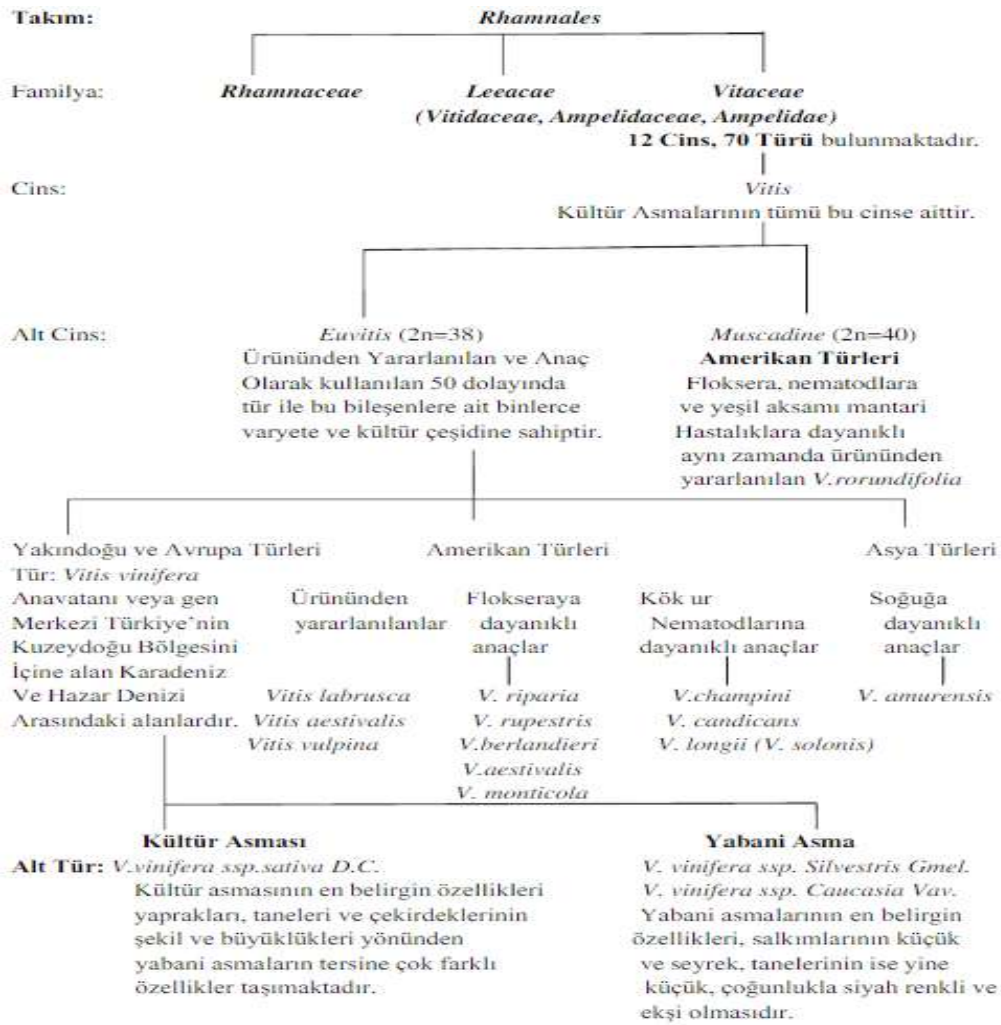 Takım: Rhamnales
Familya: Rhamnaceae Leeacae Vitaceae
(Vitidaceae, Ampelidaceae, Ampelidae)
12 Cins, 70 Türü bulunmaktadır.
Cins: Vitis
Kültür Asmalarının tümü bu cinse aittir.
Alt Cins: Euvitis (2n=38) Muscadine (2n=40)
Ürününden Yararlanılan ve Anaç Amerikan Türleri
Olarak kullanılan 50 dolayında Floksera, nematodlara
tür ile bu bileşenlere ait binlerce ve yeşil aksamı mantari
varyete ve kültür çeşidine sahiptir. Hastalıklara dayanıklı
aynı zamanda ürününden
yararlanılan V.rorundifolia
Yakındoğu ve Avrupa Türleri Amerikan Türleri Asya Türleri
Tür: Vitis vinifera
Anavatanı veya gen Ürününden Flokseraya Kök ur Soğuğa
Merkezi Türkiye'nin yararlanılanlar dayanıklı Nematodlarına dayanıklı
Kuzeydoğu Bölgesini anaçlar dayanıklı anaçlar anaçlar
İçine alan Karadeniz
Ve Hazar Denizi Vitis labrusca V. riparia V.champini V. amurensis
Arasındaki alanlardır. Vitis aestivalis V. rupestris V. candicans
Vitis vulpina V.berlandieri V. longii (V. solonis)
V.aestivalis
V. monticola
Kültür Asması Yabani Asma
Alt Tür: V.vinifera ssp.sativa D.C. V. vinifera ssp. Silvestris Gmel.
Kültür asmasının en belirgin özellikleri V. vinifera ssp. Caucasia Vav.
yaprakları, taneleri ve çekirdeklerinin Yabani asmalarının en belirgin
şekil ve büyüklükleri yönünden özellikleri, salkımlarının küçük
yabani asmaların tersine çok farklı ve seyrek, tanelerinin ise yine
özellikler taşımaktadır. küçük, çoğunlukla siyah renkli ve
ekşi olmasıdır.